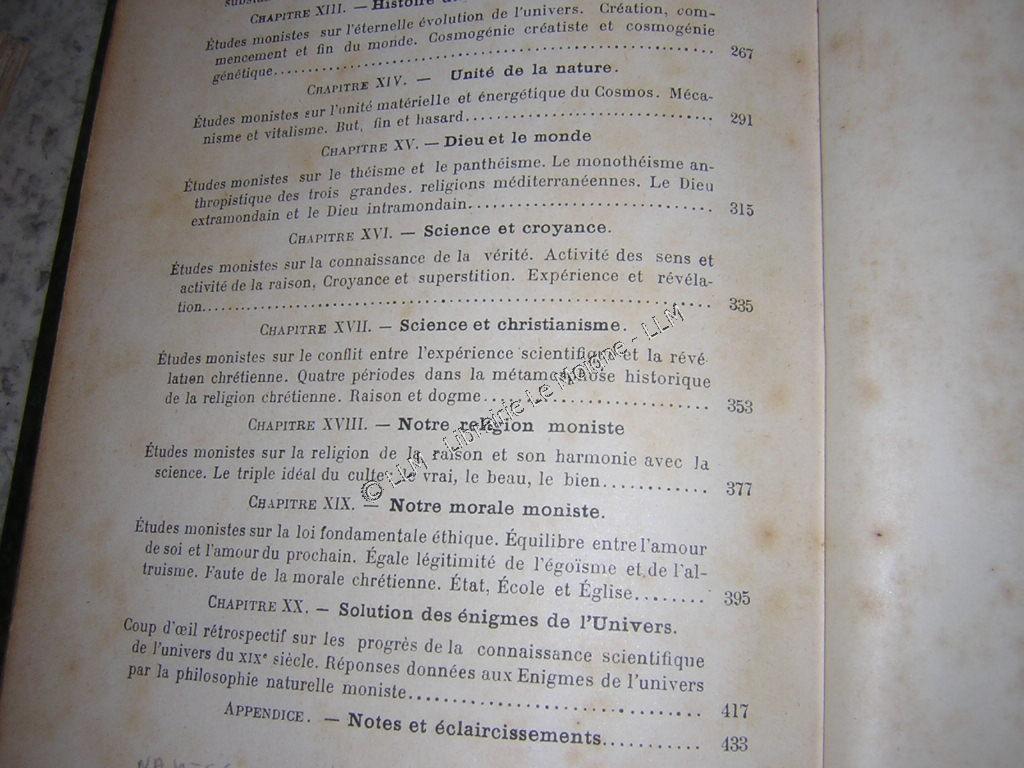 CHAPITRE XIII. — Histoire
Études monistes sur l'éternelle évolution de l'univers. Création, com-
mencement et fin du monde. Cosmogénie créatiste et cosmogénie
génétique........ 267
CHAPITRE XIV. — Unité de la nature.
Études monistes sur l'unité matérielle et énergétique du Cosmos. Méca-
nisme et vitalisme. But, fin et hasard........ 291
CHAPITRE XV. — Dieu et le monde
Études monistes sur le théisme et le panthéisme. Le monothéisme an-
thropistique des trois grandes. religions méditerranéennes. Le Dieu
extramondain et le Dieu intramondain........ 315
CHAPITRE XVI. — Science et croyance.
Études monistes sur la connaissance de la vérité. Activité des sens et
activité de la raison, Croyance et superstition. Expérience et révéla-
tion........ 335
CHAPITRE XVII. — Science et christianisme.
Études monistes sur le conflit entre l'expérience scientifique et la révé
lation chrétienne. Quatre périodes dans la métamorphose historique
de la religion chrétienne. Raison et dogme........ 353
CHAPITRE XVIII. — Notre religion moniste
Études monistes sur la religion de la raison et son harmonie avec la
science. Le triple idéal du culte: le vrai, le beau, le bien........ 377
CHAPITRE XIX. — Notre morale moniste.
Études monistes sur la loi fondamentale éthique. Équilibre entre l'amour
de soi et l'amour du prochain. Égale légitimité de l'égoïsme et de l'al-
truisme. Faute de la morale chrétienne. État, École et Église........ 395
CHAPITRE XX. — Solution des énigmes de l'Univers.
Coup d'œil rétrospectif sur les progrès de la connaissance scientifique
de l'univers du XIXe siècle. Réponses données aux Enigmes de l'univers
par la philosophie naturelle moniste........ 417
APPENDICE. — Notes et éclaircissements........ 433
© LLM - Librairie Le Moigne - LLM